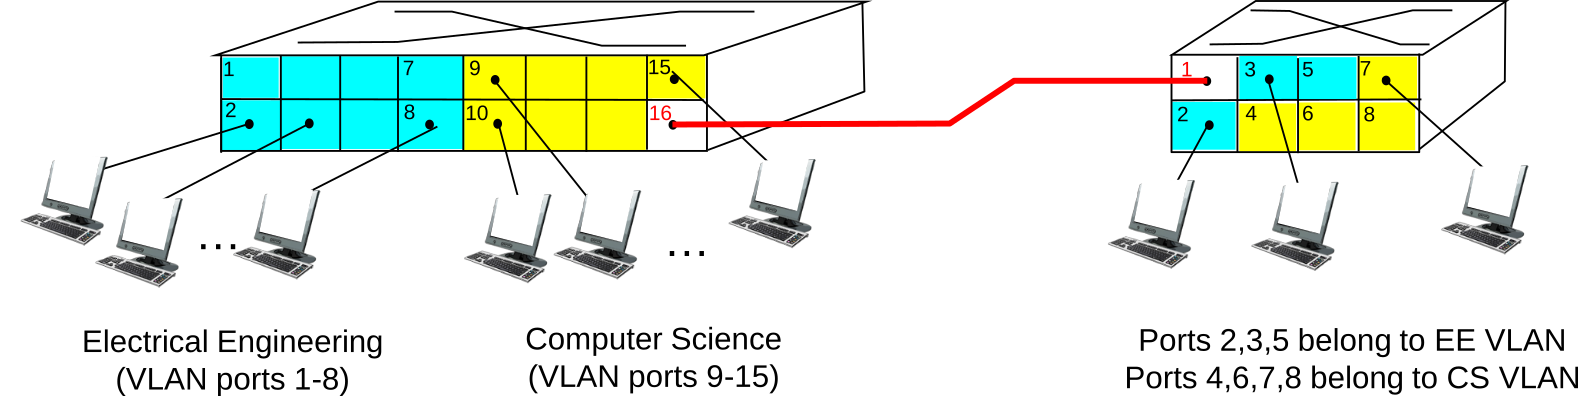 1 7 9 15
2 8 10 16
1 3 5 7
2 4 6 8
... ...
Electrical Engineering
(VLAN ports 1-8)
Computer Science
(VLAN ports 9-15)
Ports 2,3,5 belong to EE VLAN
Ports 4,6,7,8 belong to CS VLAN